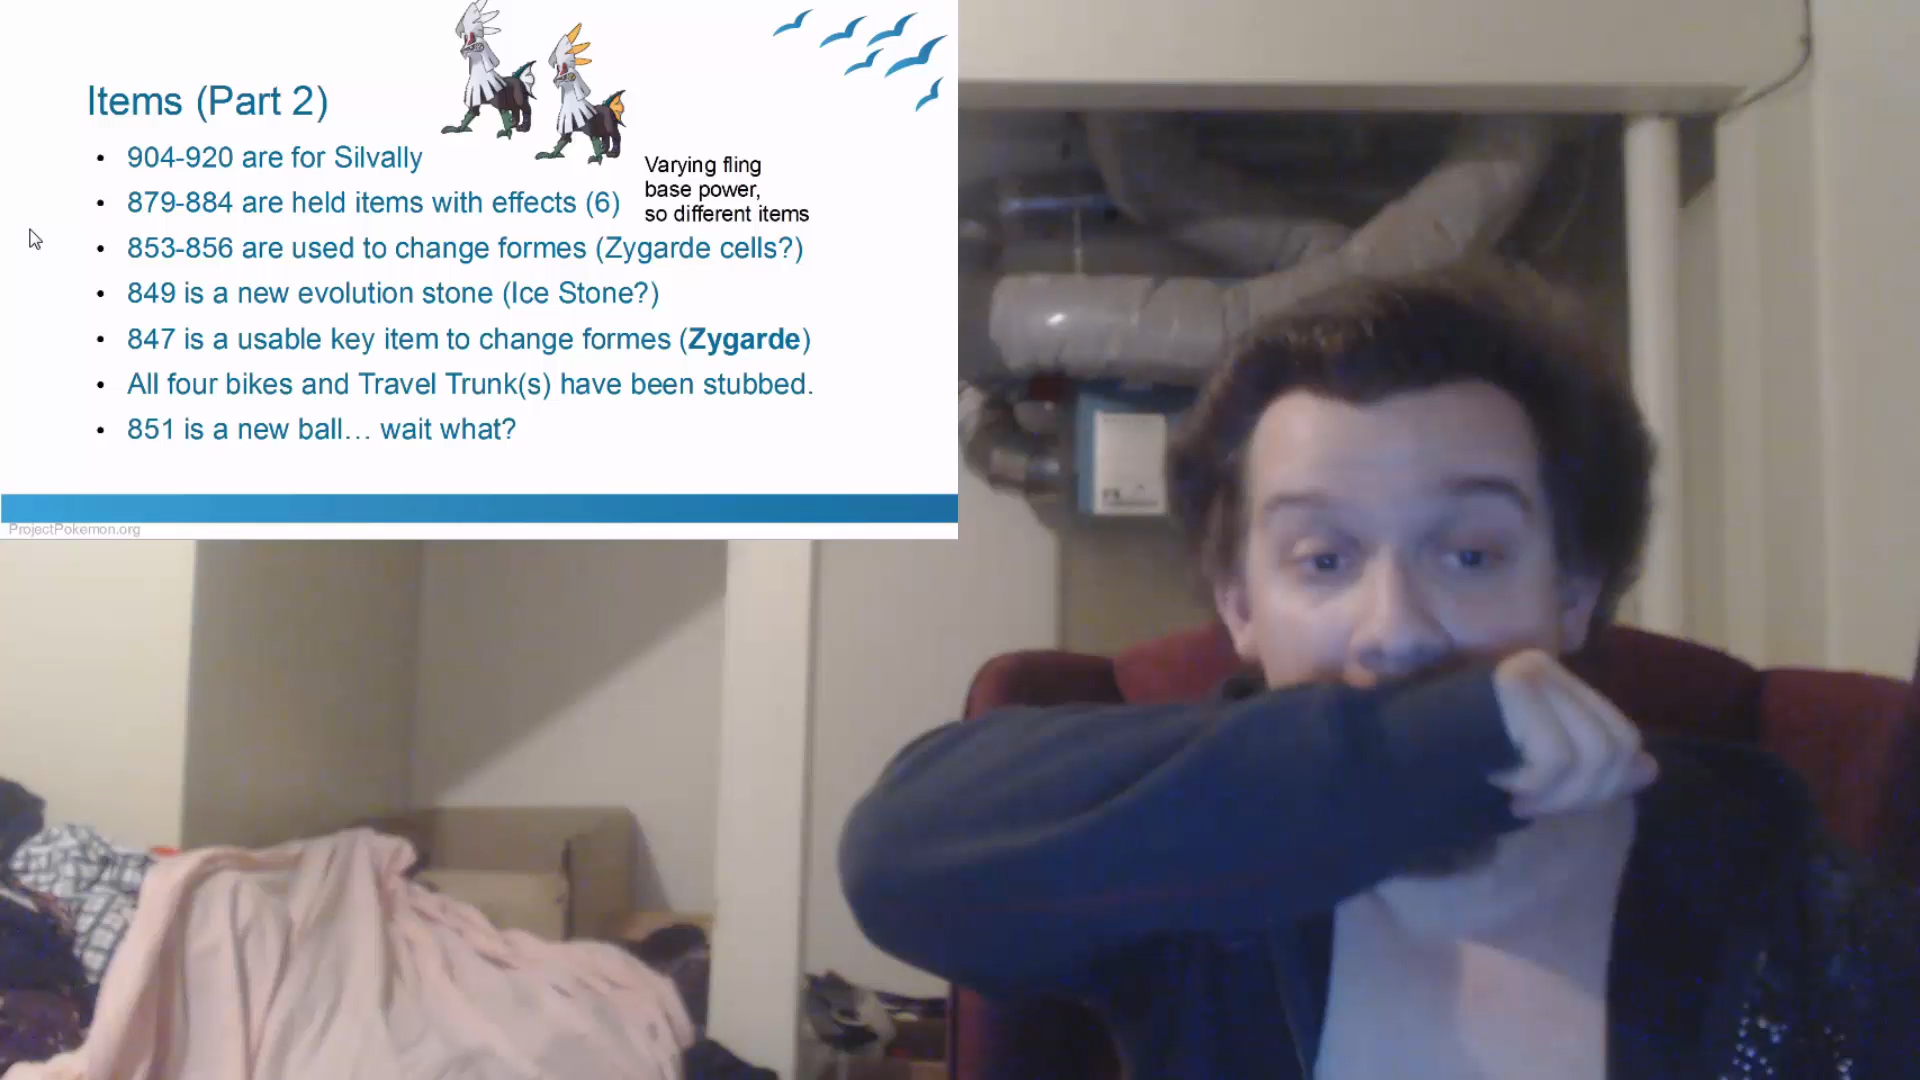 Items (Part 2)
904-920 are for Silvally
879-884 are held items with effects (6)
Varying fling
base power,
so different items
853-856 are used to change formes (Zygarde cells?)
849 is a new evolution stone (Ice Stone?)
847 is a usable key item to change formes (Zygarde)
All four bikes and Travel Trunk(s) have been stubbed.
851 is a new ball… wait what?
ProjectPokemon.org